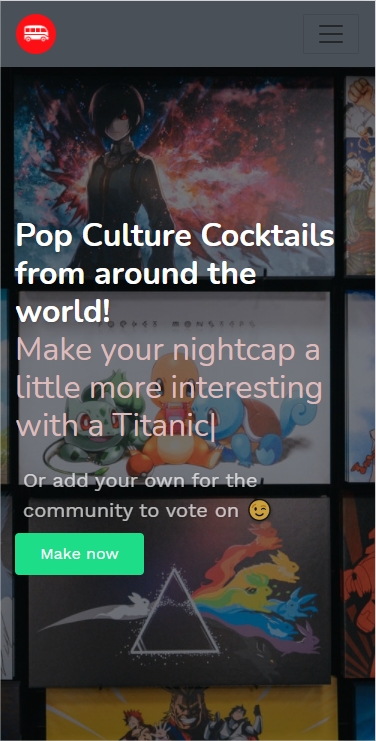 Pop Culture Cocktails
from around the
world!
Make your nightcap a
little more interesting
with a Titanic|
Or add your own for the
community to vote on 😉
Make now